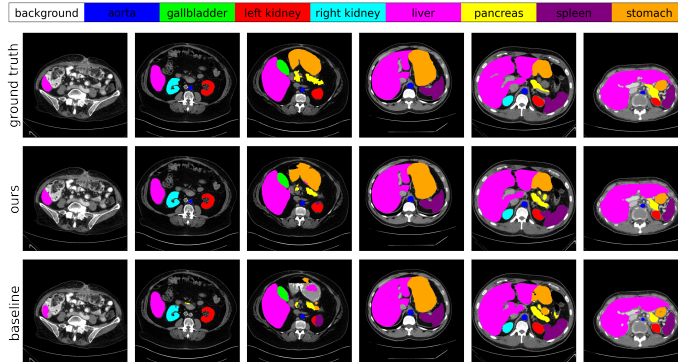 background aorta gallbladder left kidney right kidney liver pancreas spleen stomach
ground truth
ours
baseline